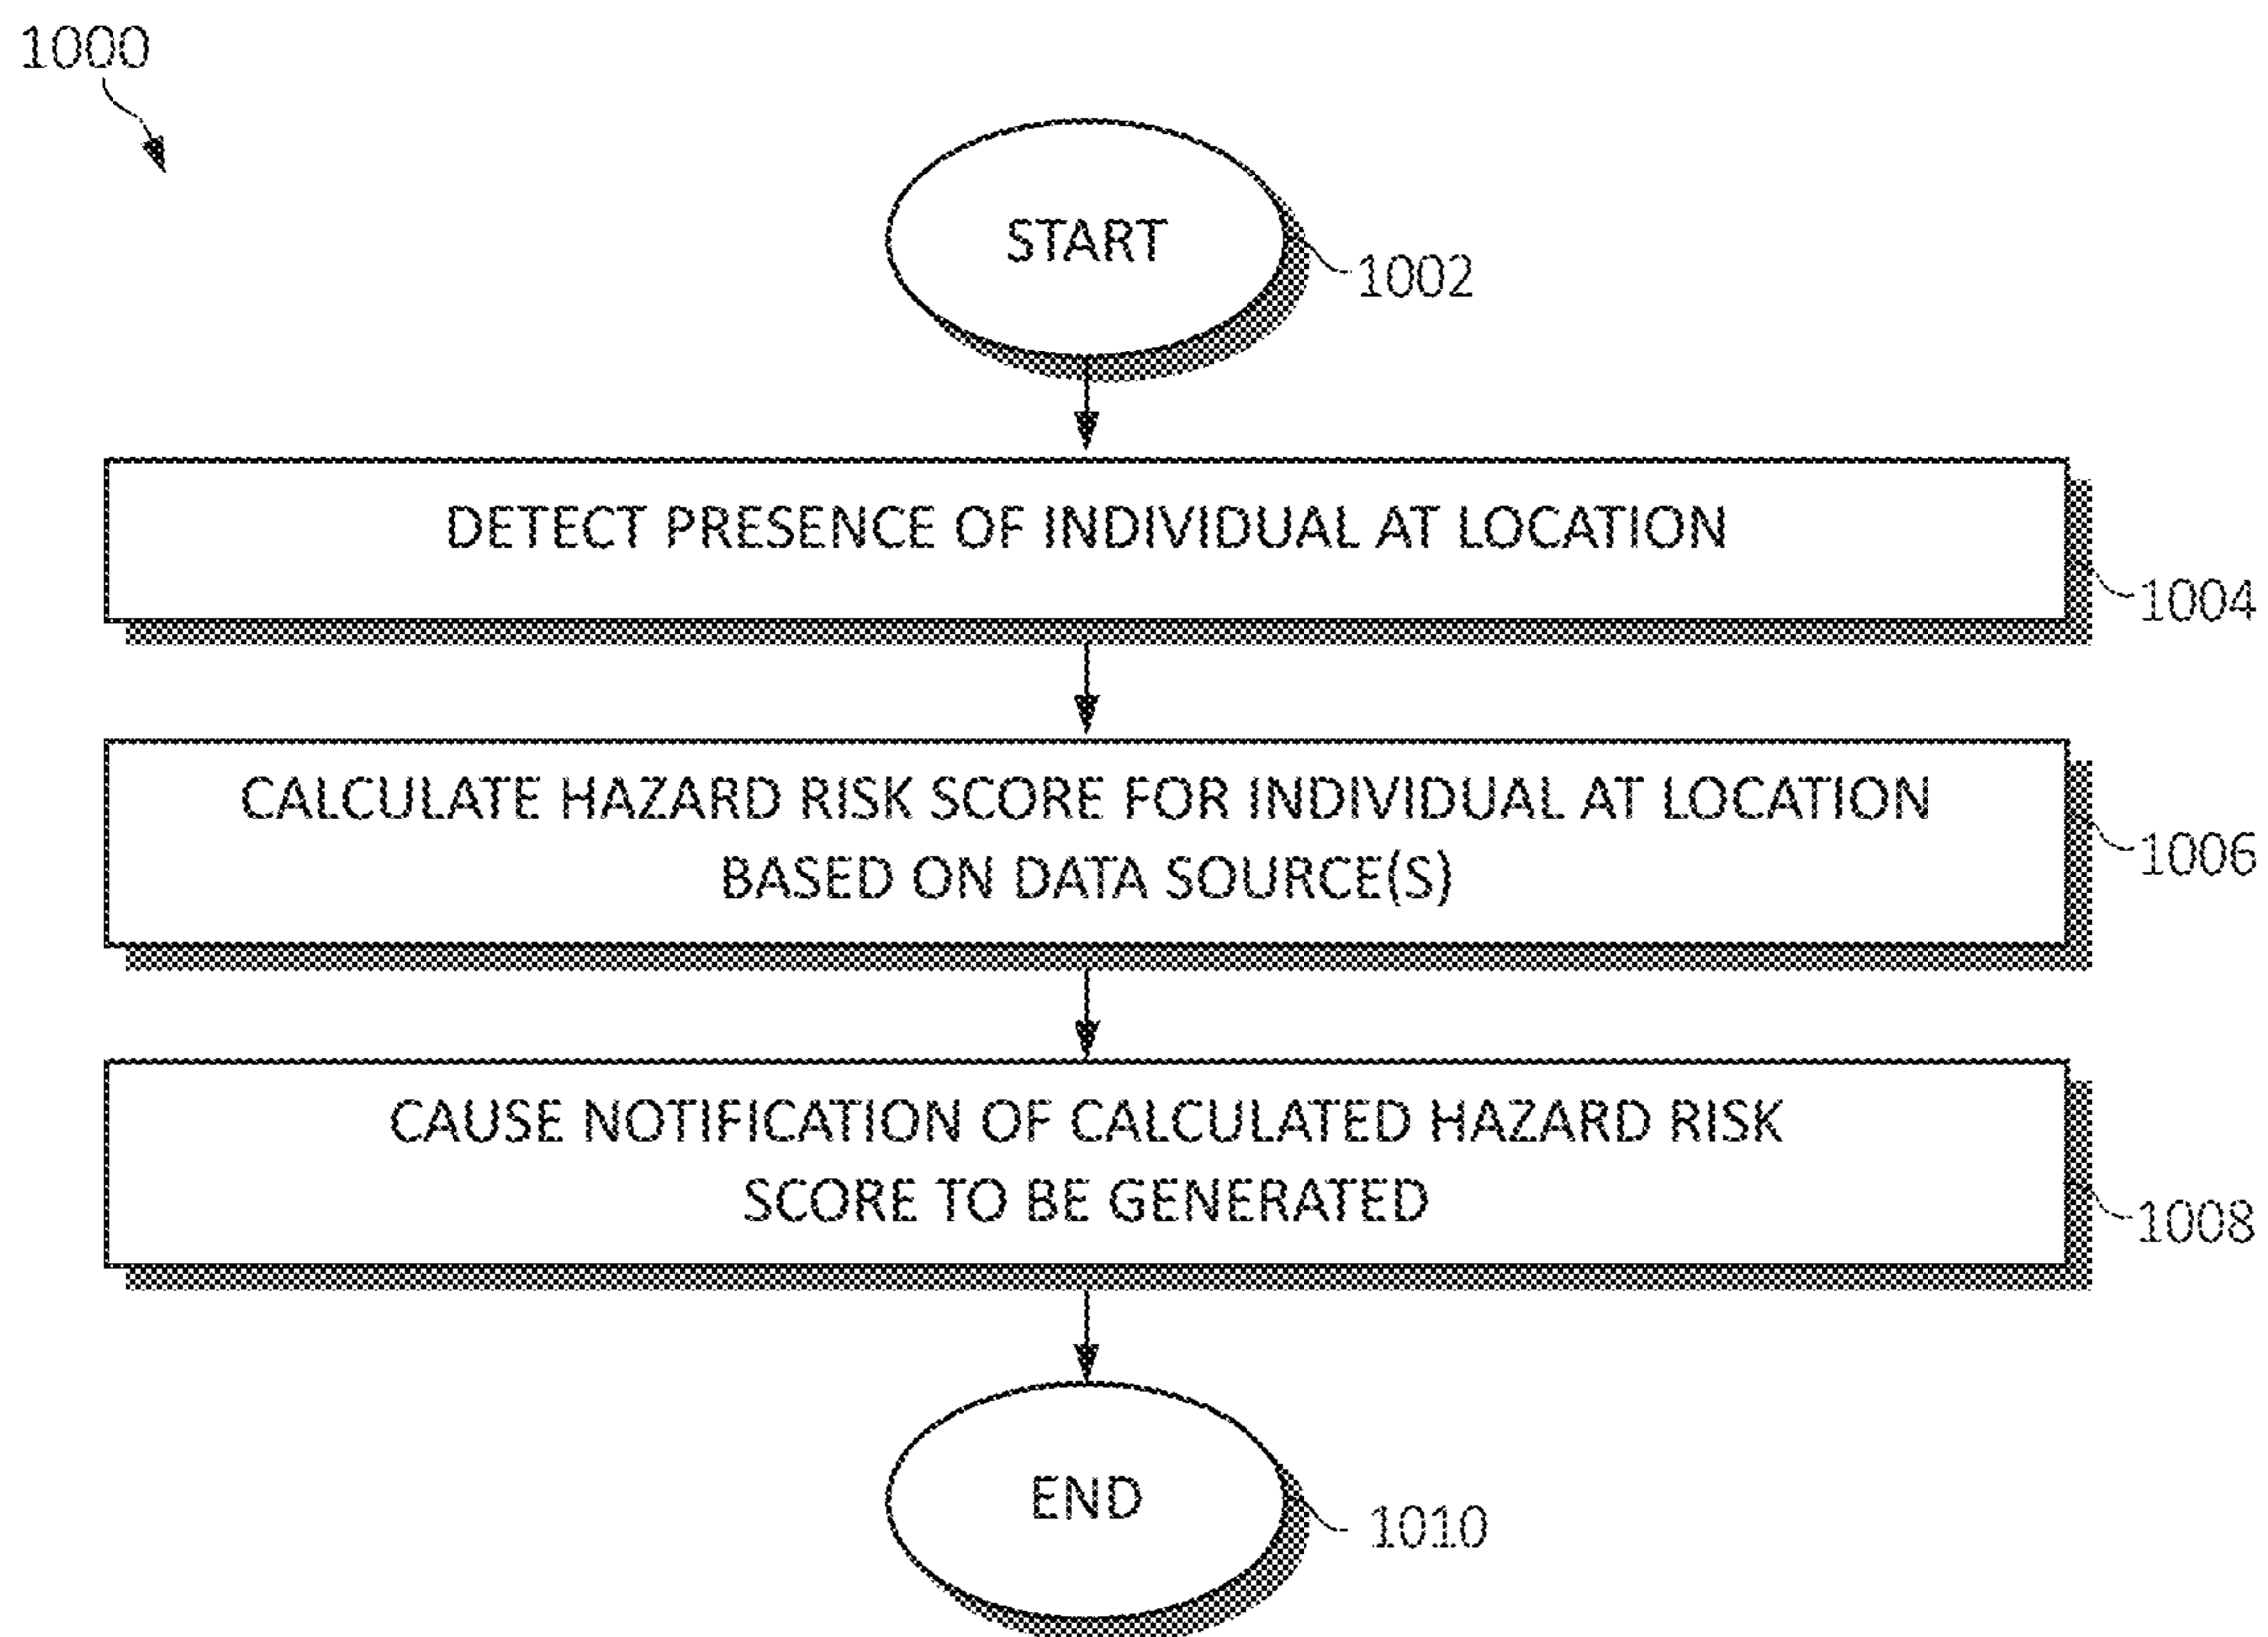 1000
START
1002
DETECT PRESENCE OF INDIVIDUAL AT LOCATION
1004
CALCULATE HAZARD RISK SCORE FOR INDIVIDUAL AT LOCATION
BASED ON DATA SOURCE(S)
1006
CAUSE NOTIFICATION OF CALCULATED HAZARD RISK
SCORE TO BE GENERATED
1008
END
1010